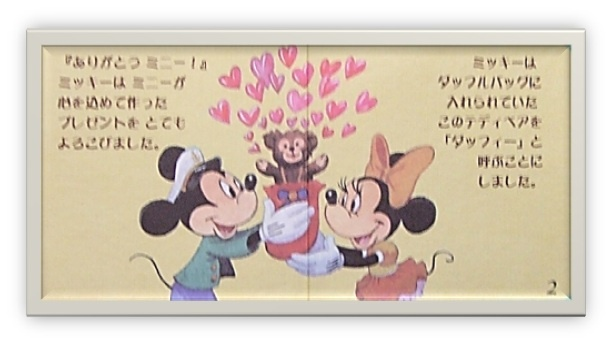 『ありがとう ミニー！』
ミッキーは ミニーが
心を込めて作った
プレゼントを とても
よろこびました。
ミッキーは
ダッフルバッグに
入れられていた
このテディベアを
「ダッフィー」と
呼ぶことに
しました。
2